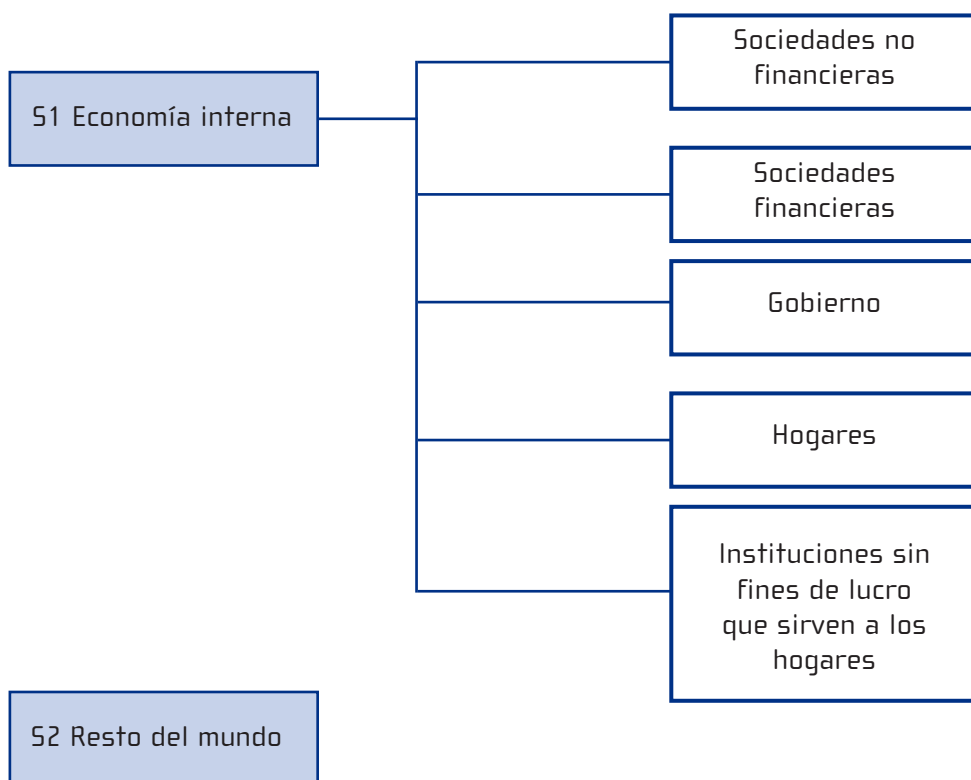 S1 Economía interna
Sociedades no
financieras
Sociedades
financieras
Gobierno
Hogares
Instituciones sin
fines de lucro
que sirven a los
hogares
S2 Resto del mundo